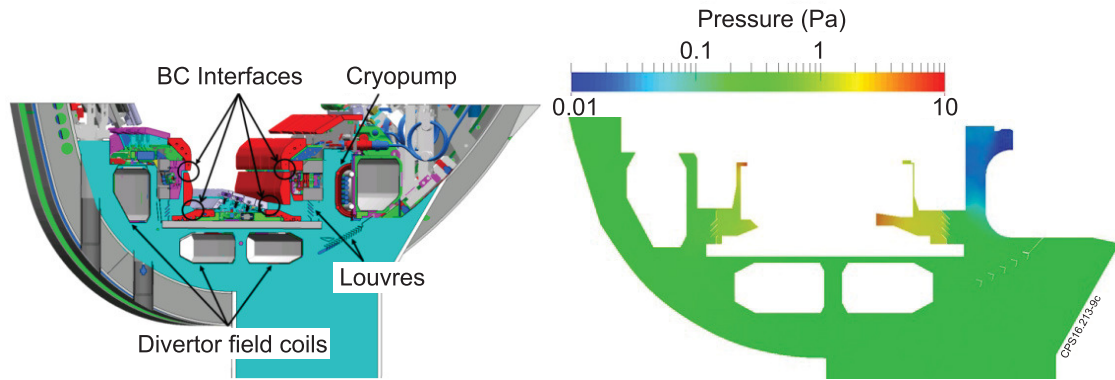 BC Interfaces
Cryopump
Louvres
Divertor field coils
Pressure (Pa)
0.1 1
0.01 10
CPS16.213-9c